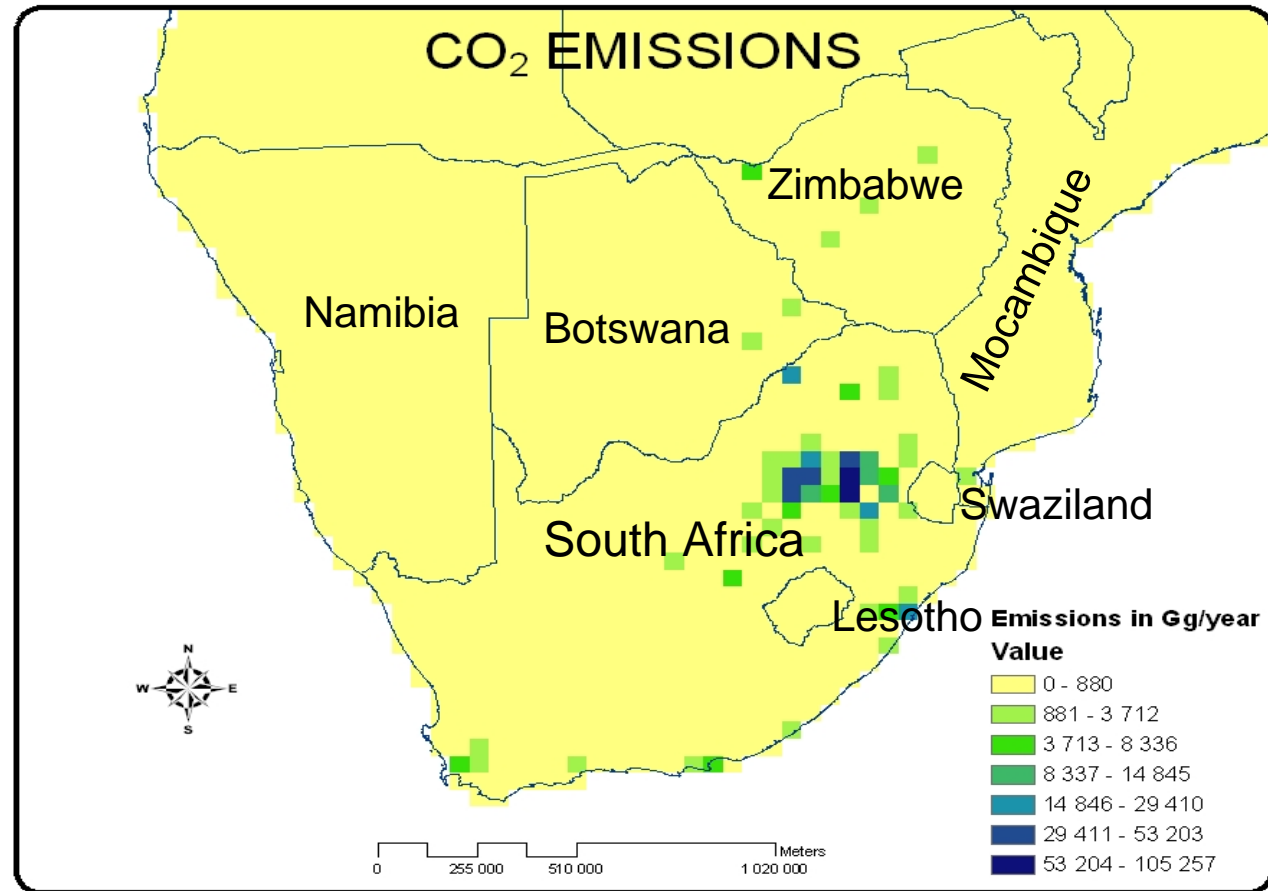 CO₂ EMISSIONS
Zimbabwe
Mocambique
Namibia
Botswana
Swaziland
South Africa
Lesotho
Emissions in Gg/year
Value
0 - 880
881 - 3 712
3 713 - 8 336
8 337 - 14 845
14 846 - 29 410
29 411 - 53 203
53 204 - 105 257
N
W E
S
Meters
0 255 000 510 000 1 020 000